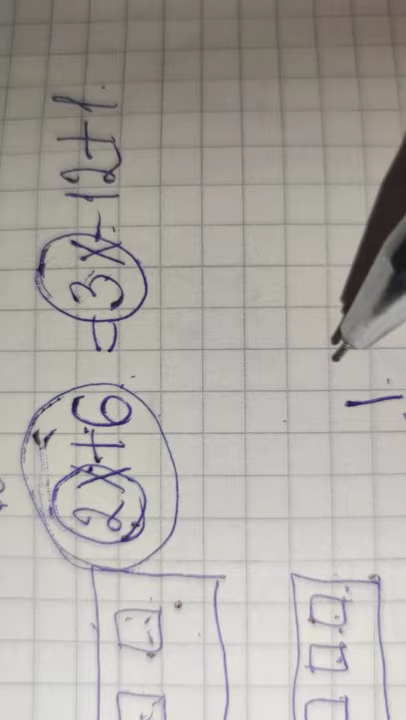 2x+6 = 3x-12+1